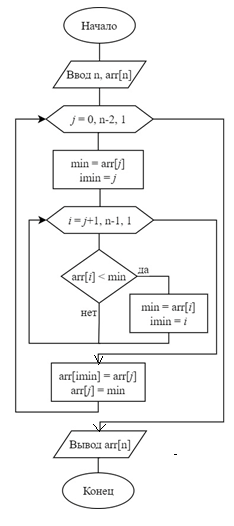 Начало
Ввод n, arr[n]
j = 0, n-2, 1
min = arr[j]
imin = j
i = j+1, n-1, 1
arr[i] < min
да
нет
min = arr[i]
imin = i
arr[imin] = arr[j]
arr[j] = min
Вывод arr[n]
Конец